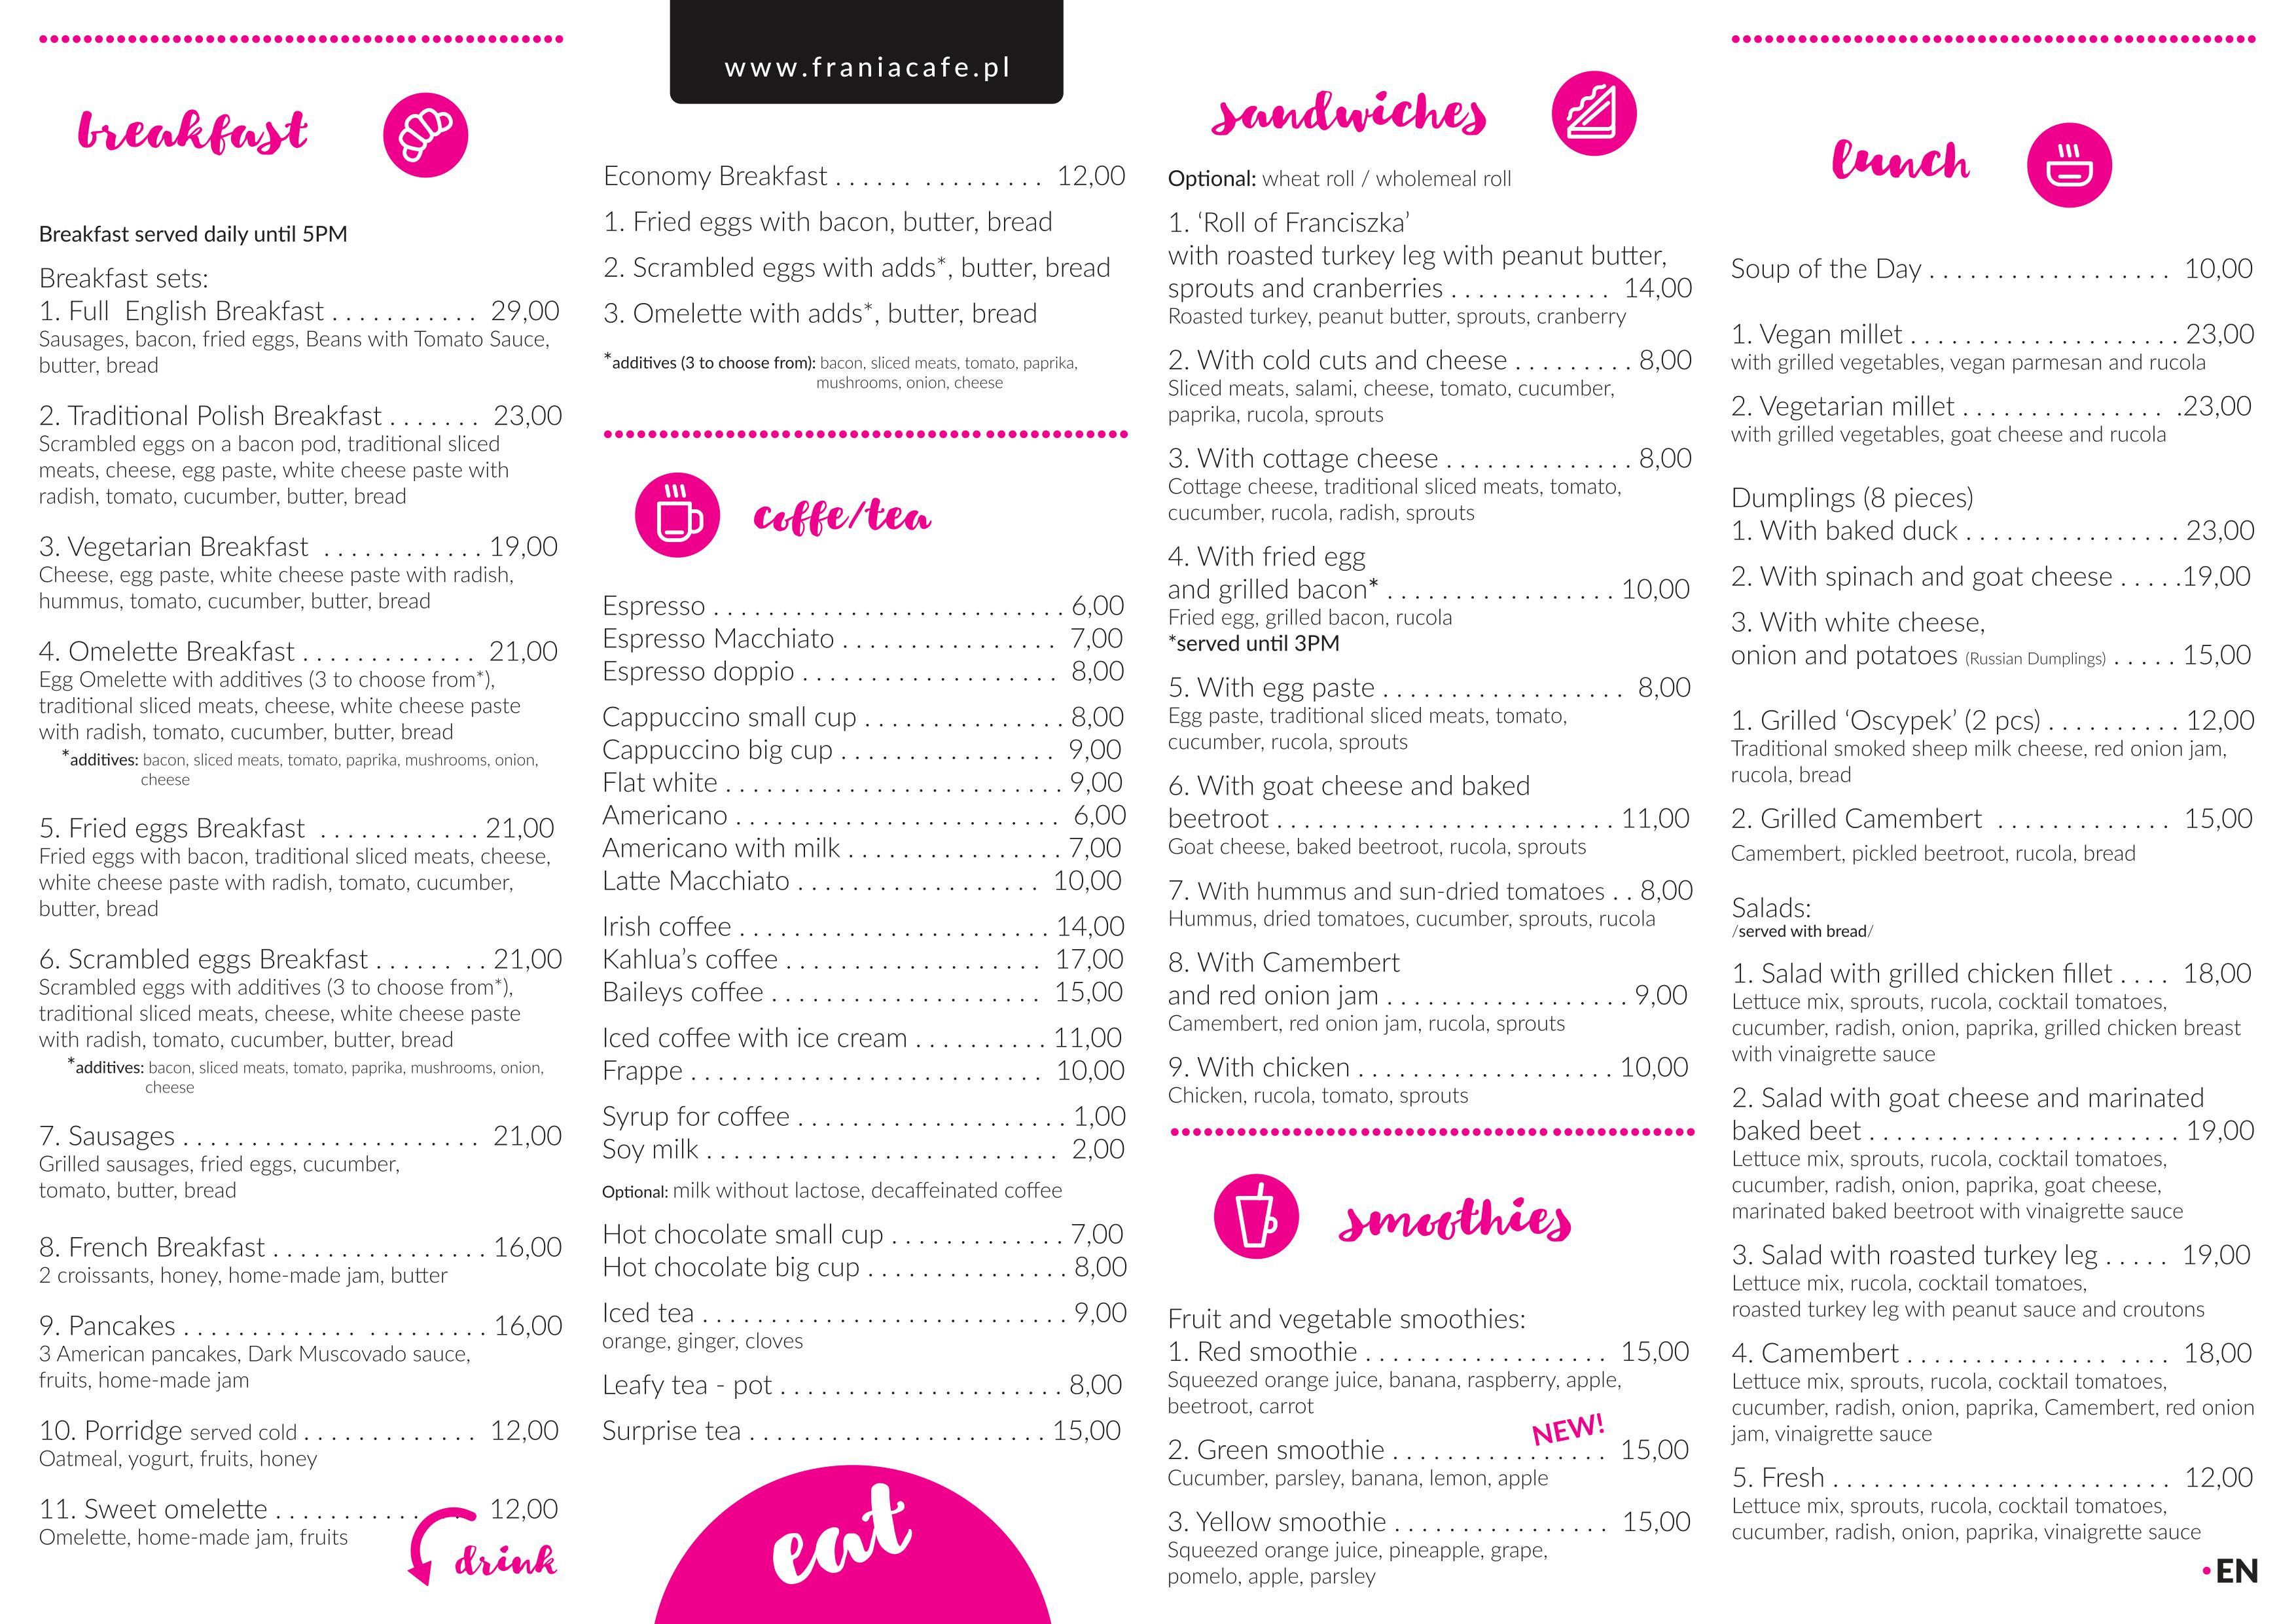 breakfast
Breakfast served daily until 5PM
Breakfast sets:
1. Full English Breakfast . . . . . . . . . . . 29,00
Sausages, bacon, fried eggs, Beans with Tomato Sauce,
butter, bread
2. Traditional Polish Breakfast . . . . . . . 23,00
Scrambled eggs on a bacon pod, traditional sliced
meats, cheese, egg paste, white cheese paste with
radish, tomato, cucumber, butter, bread
3. Vegetarian Breakfast . . . . . . . . . . . . 19,00
Cheese, egg paste, white cheese paste with radish,
hummus, tomato, cucumber, butter, bread
4. Omelette Breakfast . . . . . . . . . . . . . 21,00
Egg Omelette with additives (3 to choose from*),
traditional sliced meats, cheese, white cheese paste
with radish, tomato, cucumber, butter, bread
*additives: bacon, sliced meats, tomato, paprika, mushrooms, onion,
cheese
5. Fried eggs Breakfast . . . . . . . . . . . . 21,00
Fried eggs with bacon, traditional sliced meats, cheese,
white cheese paste with radish, tomato, cucumber,
butter, bread
6. Scrambled eggs Breakfast . . . . . . . . 21,00
Scrambled eggs with additives (3 to choose from*),
traditional sliced meats, cheese, white cheese paste
with radish, tomato, cucumber, butter, bread
*additives: bacon, sliced meats, tomato, paprika, mushrooms, onion,
cheese
7. Sausages . . . . . . . . . . . . . . . . . . . . . . 21,00
Grilled sausages, fried eggs, cucumber,
tomato, butter, bread
8. French Breakfast . . . . . . . . . . . . . . . . 16,00
2 croissants, honey, home-made jam, butter
9. Pancakes . . . . . . . . . . . . . . . . . . . . . . 16,00
3 American pancakes, Dark Muscovado sauce,
fruits, home-made jam
10. Porridge served cold . . . . . . . . . . . . . 12,00
Oatmeal, yogurt, fruits, honey
11. Sweet omelette . . . . . . . . . . . . 12,00
Omelette, home-made jam, fruits
drink
www.franiacafe.pl
Economy Breakfast . . . . . . . . . . . . . . . 12,00
1. Fried eggs with bacon, butter, bread
2. Scrambled eggs with adds*, butter, bread
3. Omelette with adds*, butter, bread
*additives (3 to choose from): bacon, sliced meats, tomato, paprika,
mushrooms, onion, cheese
coffe/tea
Espresso . . . . . . . . . . . . . . . . . . . . . . . . . . 6,00
Espresso Macchiato . . . . . . . . . . . . . . . . 7,00
Espresso doppio . . . . . . . . . . . . . . . . . . . 8,00
Cappuccino small cup . . . . . . . . . . . . . . . 8,00
Cappuccino big cup . . . . . . . . . . . . . . . . 9,00
Flat white . . . . . . . . . . . . . . . . . . . . . . . . . 9,00
Americano . . . . . . . . . . . . . . . . . . . . . . . . 6,00
Americano with milk . . . . . . . . . . . . . . . . 7,00
Latte Macchiato . . . . . . . . . . . . . . . . . . 10,00
Irish coffee . . . . . . . . . . . . . . . . . . . . . . . 14,00
Kahlua's coffee . . . . . . . . . . . . . . . . . . . 17,00
Baileys coffee . . . . . . . . . . . . . . . . . . . . 15,00
Iced coffee with ice cream . . . . . . . . . . 11,00
Frappe . . . . . . . . . . . . . . . . . . . . . . . . . . 10,00
Syrup for coffee . . . . . . . . . . . . . . . . . . . . 1,00
Soy milk . . . . . . . . . . . . . . . . . . . . . . . . . . 2,00
Optional: milk without lactose, decaffeinated coffee
Hot chocolate small cup . . . . . . . . . . . . . 7,00
Hot chocolate big cup . . . . . . . . . . . . . . . 8,00
Iced tea . . . . . . . . . . . . . . . . . . . . . . . . . . . 9,00
orange, ginger, cloves
Leafy tea - pot . . . . . . . . . . . . . . . . . . . . . 8,00
Surprise tea . . . . . . . . . . . . . . . . . . . . . . 15,00
eat
sandwiches
Optional: wheat roll / wholemeal roll
1. ‘Roll of Franciszka’
with roasted turkey leg with peanut butter,
sprouts and cranberries . . . . . . . . . . . . 14,00
Roasted turkey, peanut butter, sprouts, cranberry
2. With cold cuts and cheese . . . . . . . . . 8,00
Sliced meats, salami, cheese, tomato, cucumber,
paprika, rucola, sprouts
3. With cottage cheese . . . . . . . . . . . . . . 8,00
Cottage cheese, traditional sliced meats, tomato,
cucumber, rucola, radish, sprouts
4. With fried egg
and grilled bacon* . . . . . . . . . . . . . . . . . 10,00
Fried egg, grilled bacon, rucola
*served until 3PM
5. With egg paste . . . . . . . . . . . . . . . . . . 8,00
Egg paste, traditional sliced meats, tomato,
cucumber, rucola, sprouts
6. With goat cheese and baked
beetroot . . . . . . . . . . . . . . . . . . . . . . . . . 11,00
Goat cheese, baked beetroot, rucola, sprouts
7. With hummus and sun-dried tomatoes . . 8,00
Hummus, dried tomatoes, cucumber, sprouts, rucola
8. With Camembert
and red onion jam . . . . . . . . . . . . . . . . . . 9,00
Camembert, red onion jam, rucola, sprouts
9. With chicken . . . . . . . . . . . . . . . . . . . 10,00
Chicken, rucola, tomato, sprouts
smoothies
Fruit and vegetable smoothies:
1. Red smoothie . . . . . . . . . . . . . . . . . . 15,00
Squeezed orange juice, banana, raspberry, apple,
beetroot, carrot
NEW!
2. Green smoothie . . . . . . . . . . . . . . . . 15,00
Cucumber, parsley, banana, lemon, apple
3. Yellow smoothie . . . . . . . . . . . . . . . . 15,00
Squeezed orange juice, pineapple, grape,
pomelo, apple, parsley
lunch
Soup of the Day . . . . . . . . . . . . . . . . . . 10,00
1. Vegan millet . . . . . . . . . . . . . . . . . . . . 23,00
with grilled vegetables, vegan parmesan and rucola
2. Vegetarian millet . . . . . . . . . . . . . . . .23,00
with grilled vegetables, goat cheese and rucola
Dumplings (8 pieces)
1. With baked duck . . . . . . . . . . . . . . . . 23,00
2. With spinach and goat cheese . . . . .19,00
3. With white cheese,
onion and potatoes (Russian Dumplings) . . . . . 15,00
1. Grilled ‘Oscypek’ (2 pcs) . . . . . . . . . . 12,00
Traditional smoked sheep milk cheese, red onion jam,
rucola, bread
2. Grilled Camembert . . . . . . . . . . . . . 15,00
Camembert, pickled beetroot, rucola, bread
Salads:
/served with bread/
1. Salad with grilled chicken fillet . . . . 18,00
Lettuce mix, sprouts, rucola, cocktail tomatoes,
cucumber, radish, onion, paprika, grilled chicken breast
with vinaigrette sauce
2. Salad with goat cheese and marinated
baked beet . . . . . . . . . . . . . . . . . . . . . . . 19,00
Lettuce mix, sprouts, rucola, cocktail tomatoes,
cucumber, radish, onion, paprika, goat cheese,
marinated baked beetroot with vinaigrette sauce
3. Salad with roasted turkey leg . . . . . 19,00
Lettuce mix, rucola, cocktail tomatoes,
roasted turkey leg with peanut sauce and croutons
4. Camembert . . . . . . . . . . . . . . . . . . . 18,00
Lettuce mix, sprouts, rucola, cocktail tomatoes,
cucumber, radish, onion, paprika, Camembert, red onion
jam, vinaigrette sauce
5. Fresh . . . . . . . . . . . . . . . . . . . . . . . . . 12,00
Lettuce mix, sprouts, rucola, cocktail tomatoes,
cucumber, radish, onion, paprika, vinaigrette sauce
•EN